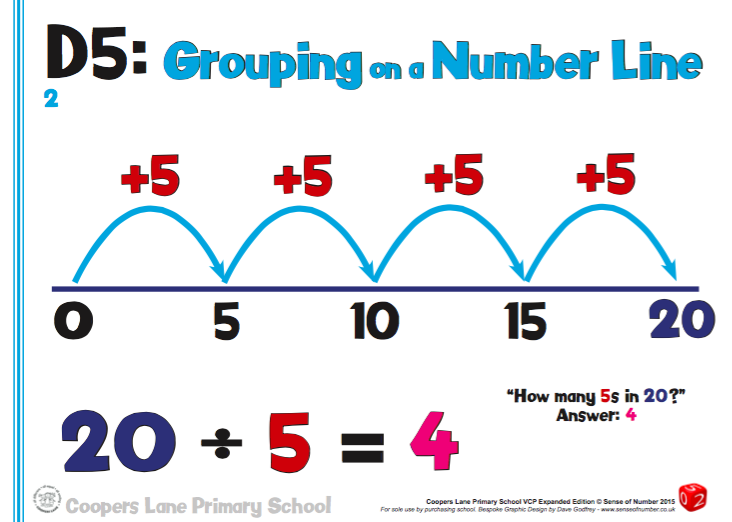 D5: Grouping on a Number Line
2
+5 +5 +5 +5
0 5 10 15 20
"How many 5s in 20?"
Answer: 4
20 ÷ 5 = 4
Coopers Lane Primary School
Coopers Lane Primary School VCP Expanded Edition © Sense of Number 2015
For sole use by purchasing school. Bespoke Graphic Design by Dave Godfrey - www.senseofnumber.co.uk